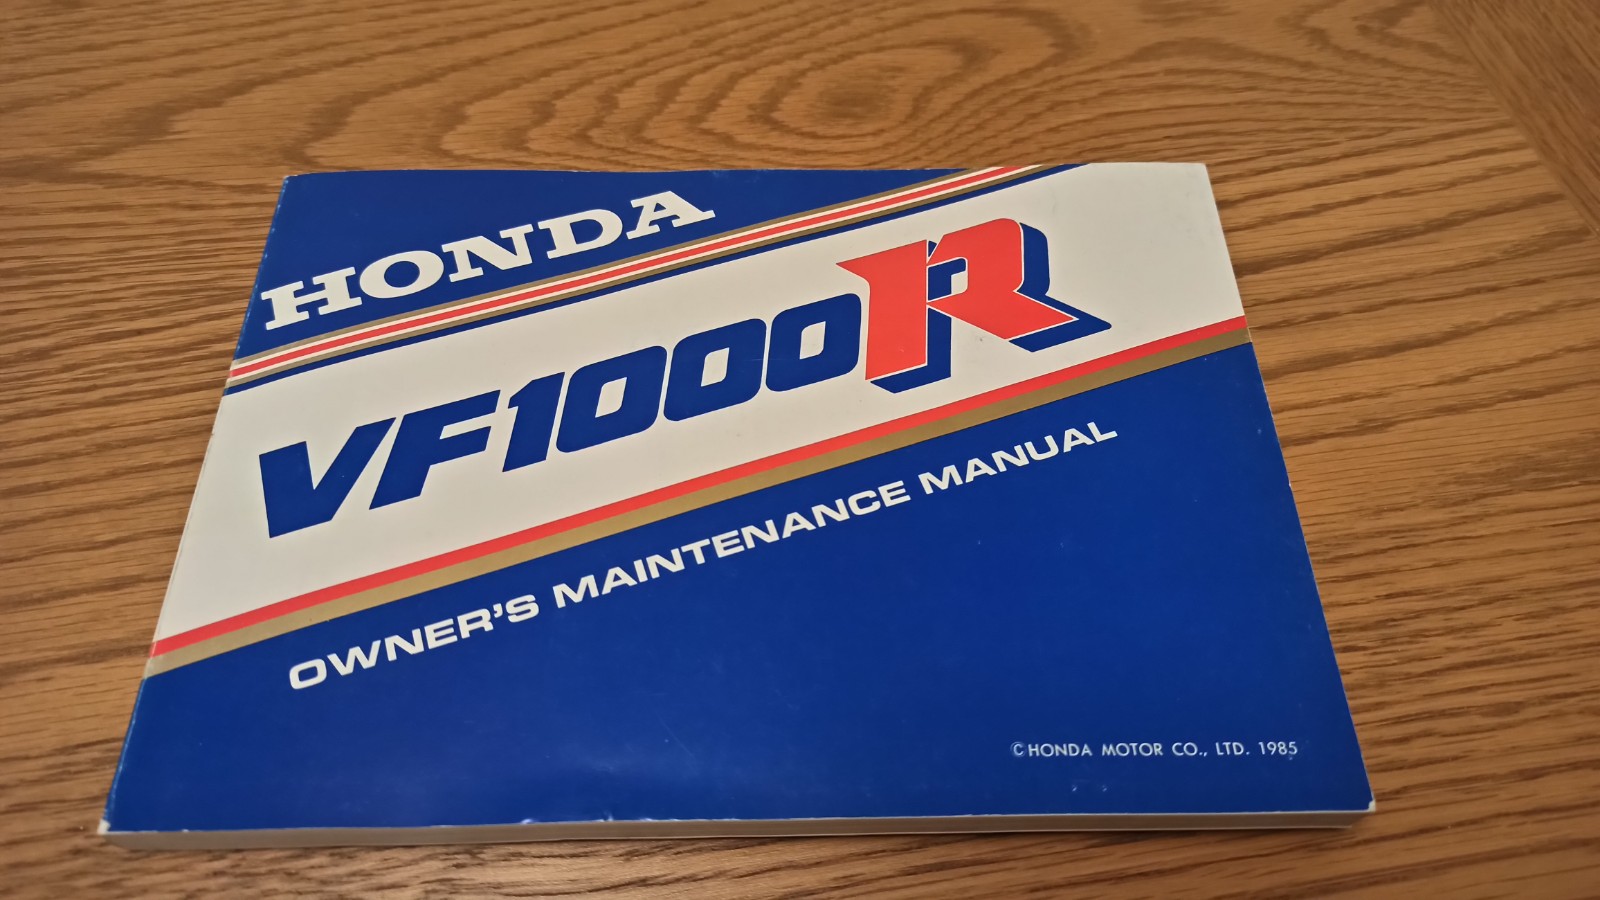 HONDA
VF1000R
OWNER'S MAINTENANCE MANUAL
©HONDA MOTOR CO., LTD. 1985